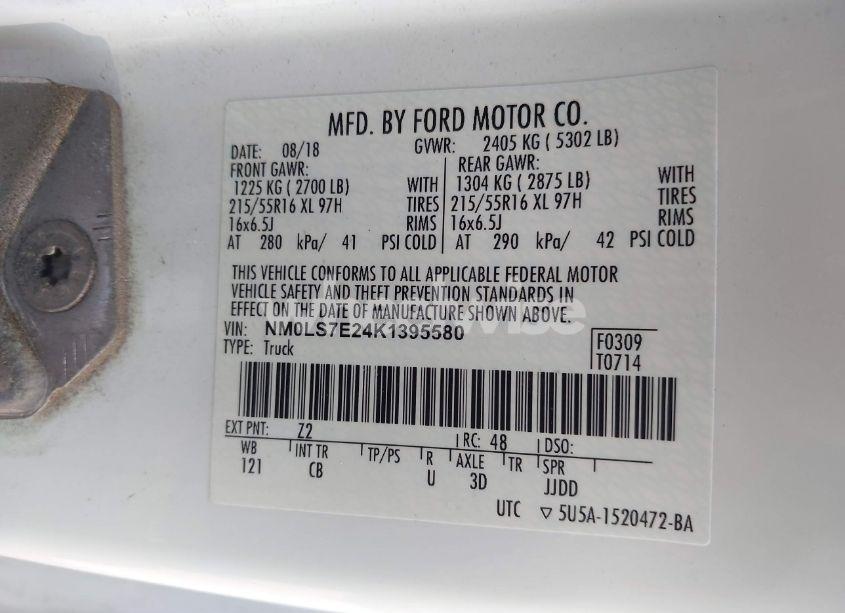 MFD. BY FORD MOTOR CO.
DATE: 08/18 GVWR: 2405 KG ( 5302 LB)
FRONT GAWR: REAR GAWR:
1225 KG ( 2700 LB) WITH 1304 KG ( 2875 LB) WITH
215/55R16 XL 97H TIRES 215/55R16 XL 97H TIRES
16x6.5J RIMS 16x6.5J RIMS
AT 280 kPa/ 41 PSI COLD AT 290 kPa/ 42 PSI COLD
THIS VEHICLE CONFORMS TO ALL APPLICABLE FEDERAL MOTOR
VEHICLE SAFETY AND THEFT PREVENTION STANDARDS IN
EFFECT ON THE DATE OF MANUFACTURE SHOWN ABOVE.
VIN: NM0LS7E24K1395580
TYPE: Truck
F0309
T0714
EXT PNT: Z2 RC: 48 DSO:
WB INT TR TP/PS R AXLE TR SPR
121 CB U 3D JJDD
UTC ▽ 5U5A-1520472-BA